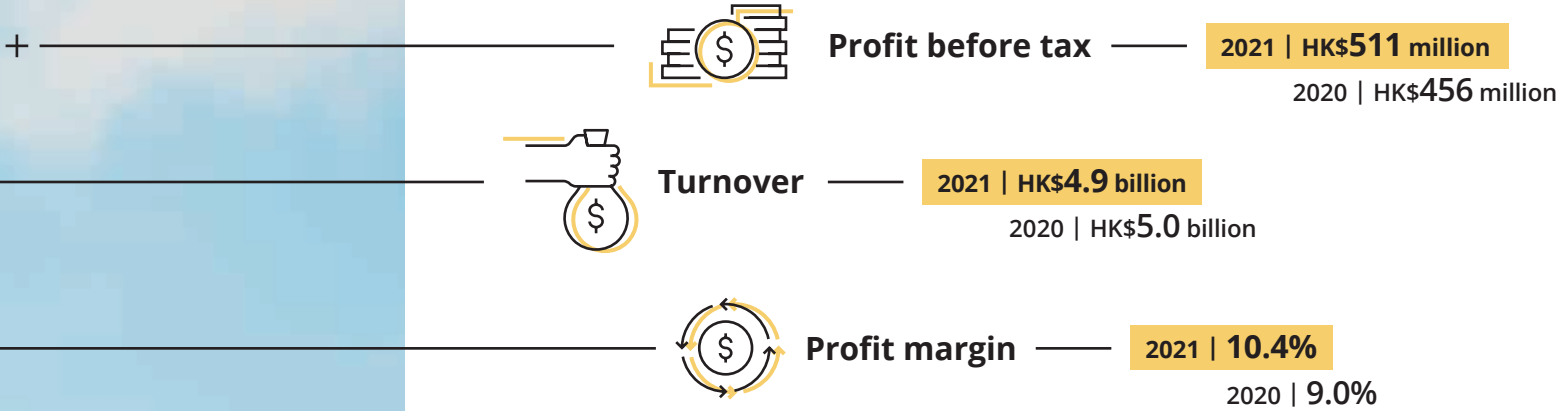 Profit before tax
2021 | HK$511 million
2020 | HK$456 million
Turnover
2021 | HK$4.9 billion
2020 | HK$5.0 billion
Profit margin
2021 | 10.4%
2020 | 9.0%